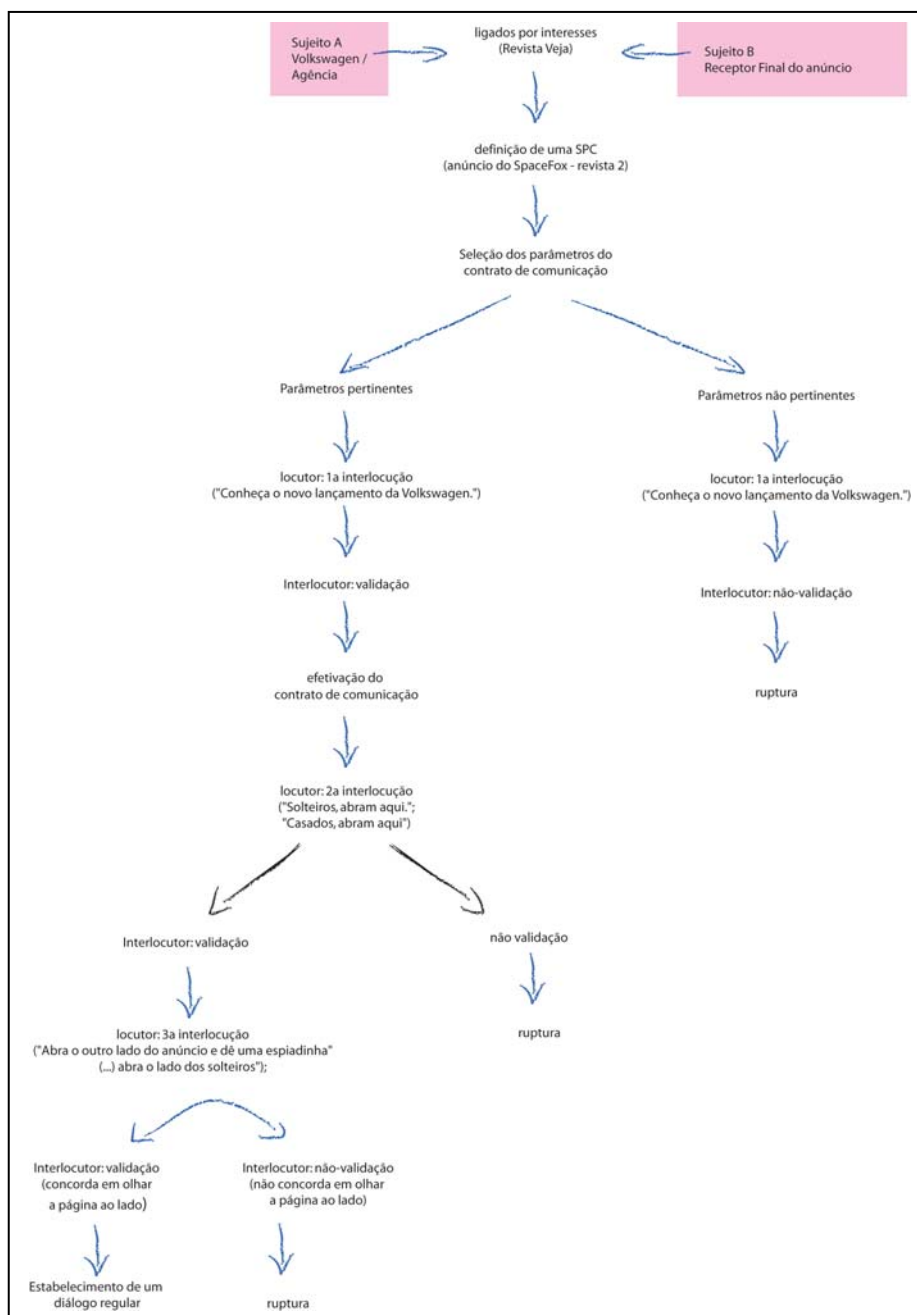 Sujeito A
Volkswagen /
Agência
ligados por interesses
(Revista Veja)
Sujeito B
Receptor Final do anúncio
definição de uma SPC
(anúncio do SpaceFox - revista 2)
Seleção dos parâmetros do
contrato de comunicação
Parâmetros pertinentes
Parâmetros não pertinentes
locutor: 1a interlocução
("Conheça o novo lançamento da Volkswagen.")
locutor: 1a interlocução
("Conheça o novo lançamento da Volkswagen.")
Interlocutor: validação
Interlocutor: não-validação
efetivação do
contrato de comunicação
ruptura
locutor: 2a interlocução
("Solteiros, abram aqui.";
"Casados, abram aqui")
Interlocutor: validação
não validação
locutor: 3a interlocução
("Abra o outro lado do anúncio e dê uma espiadinha"
(...) abra o lado dos solteiros");
ruptura
Interlocutor: validação
(concorda em olhar
a página ao lado)
Interlocutor: não-validação
(não concorda em olhar
a página ao lado)
Estabelecimento de um
diálogo regular
ruptura